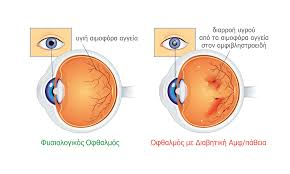 υγιή αιμοφόρα αγγεία
διαρροή υγρού
από τα αιμοφόρα αγγεία
στον αμφιβληστροειδή
Φυσιολογικός Οφθαλμός
Οφθαλμός με Διαβητική Αμφ/πάθεια